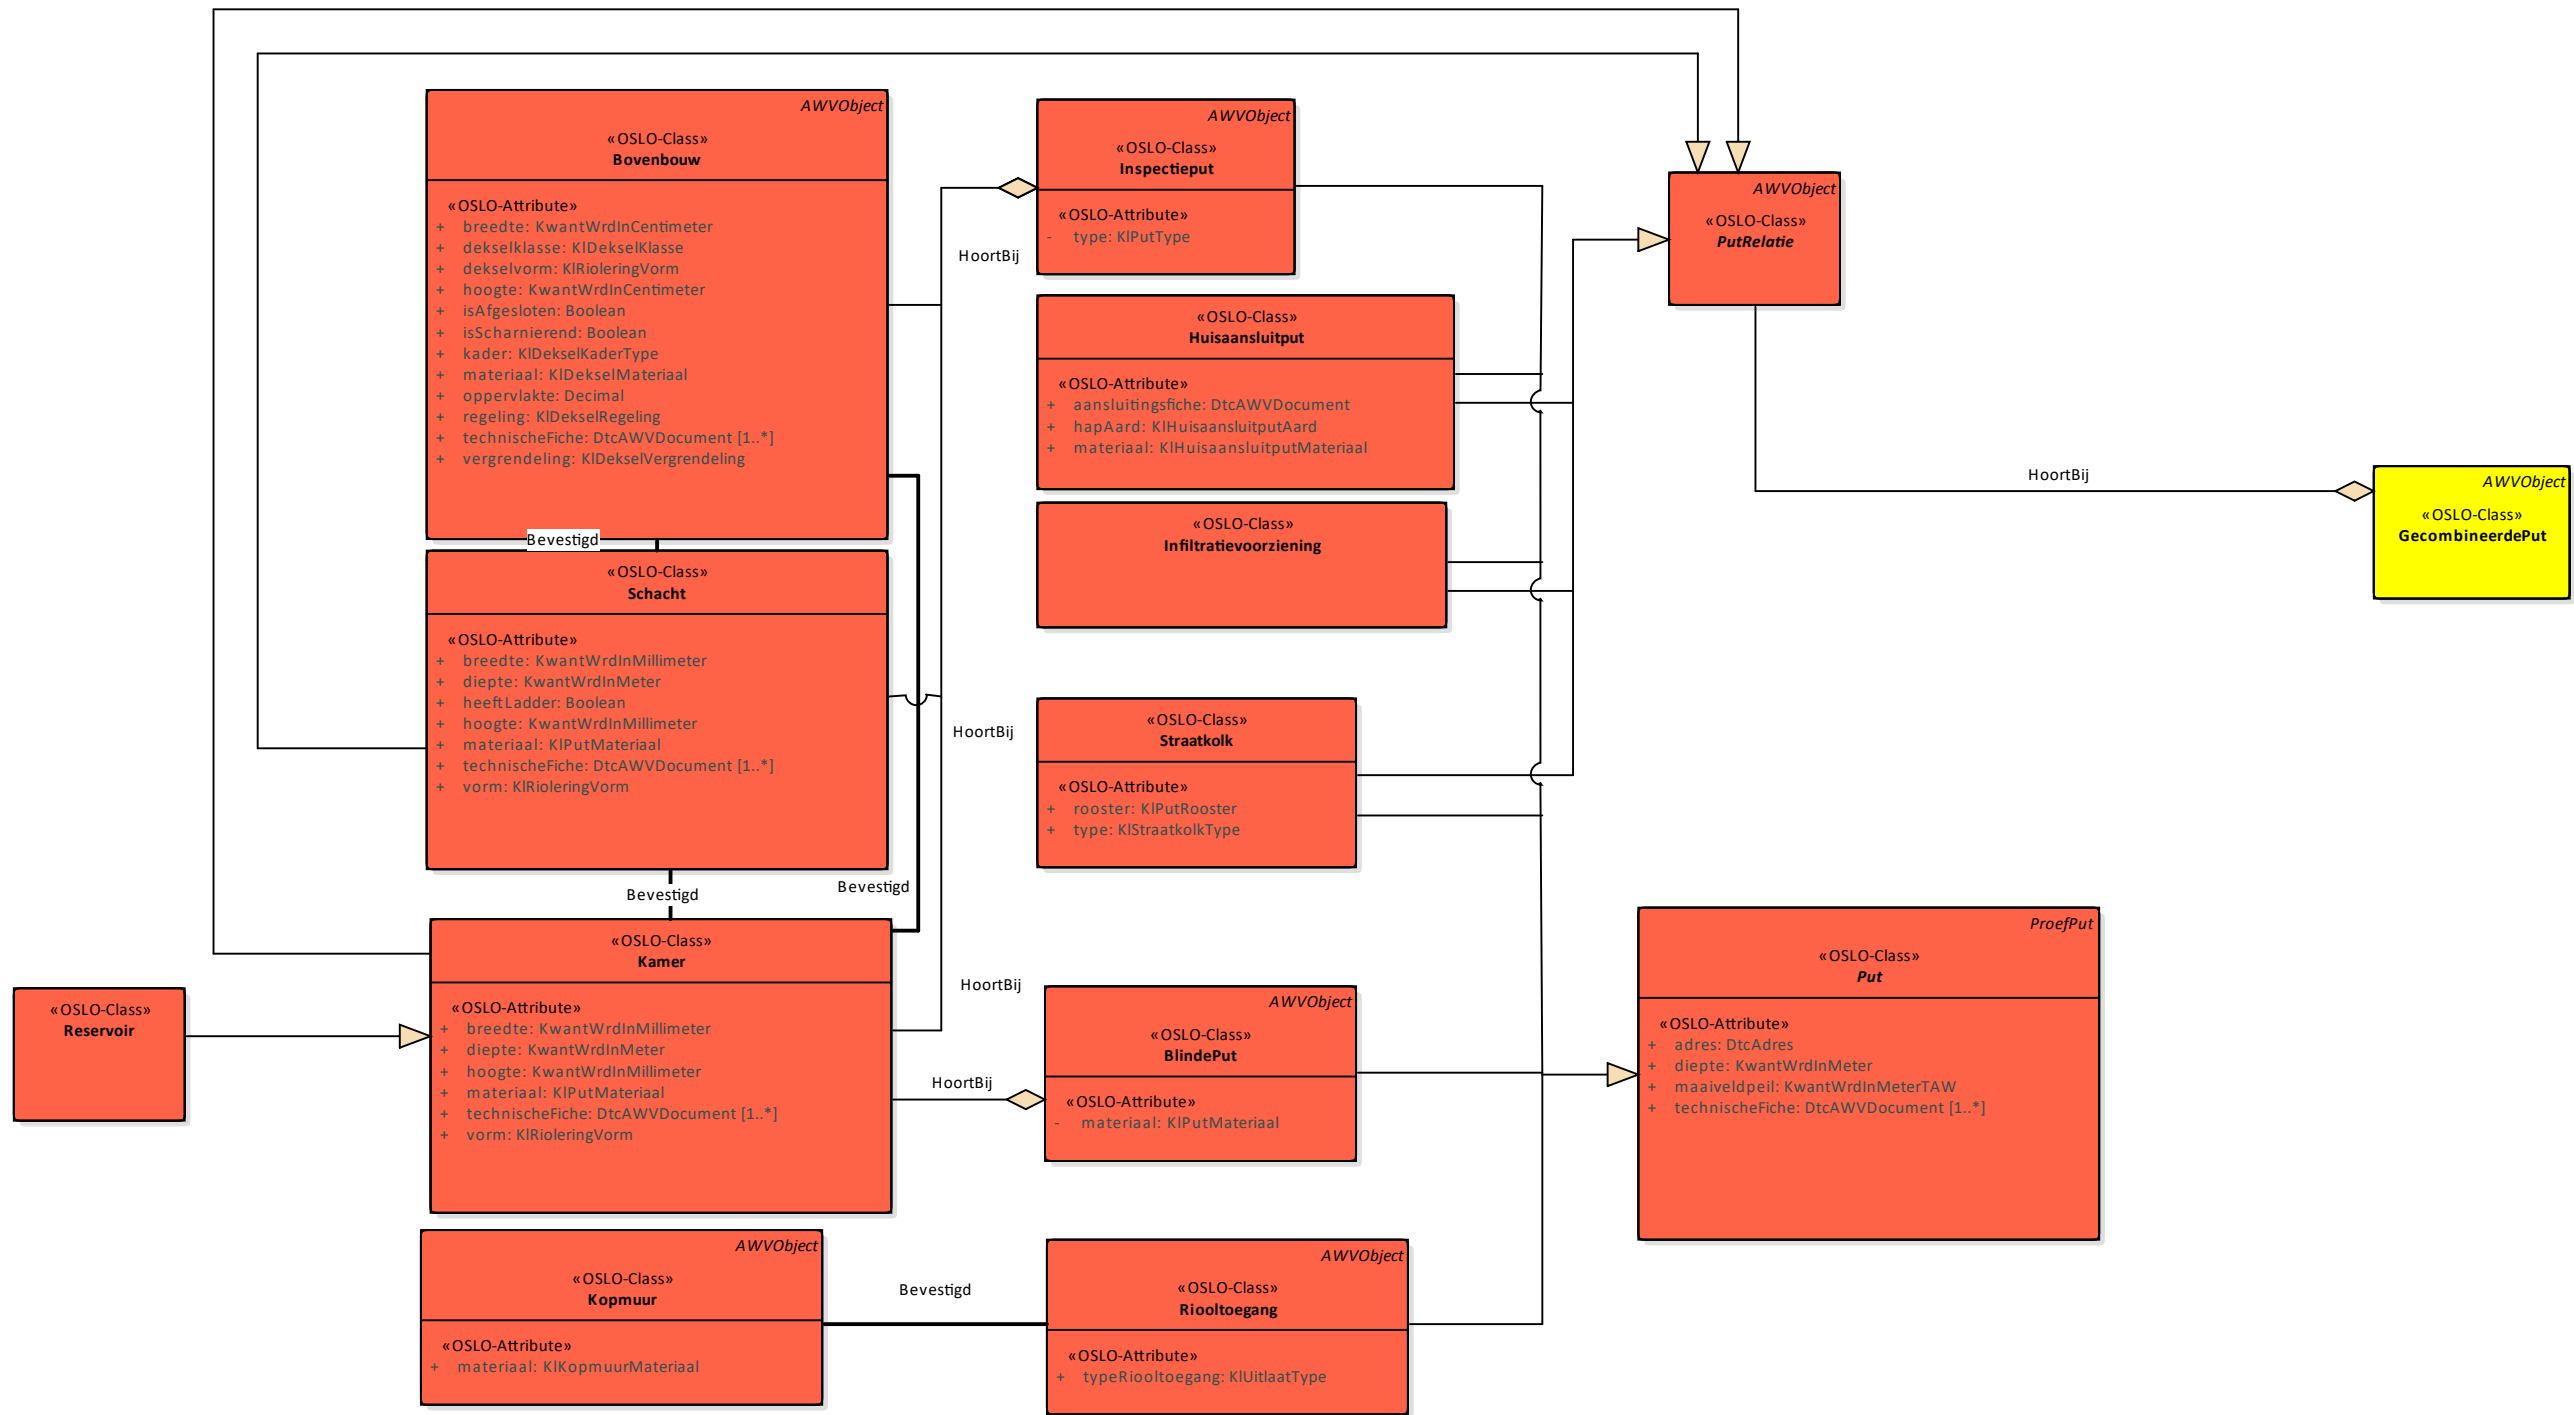 AWVObject
«OSLO-Class»
Bovenbouw
«OSLO-Attribute»
+ breedte: KwantWrdInCentimeter
+ dekselklasse: KlDekselKlasse
+ dekselvorm: KlRioleringVorm
+ hoogte: KwantWrdInCentimeter
+ isAfgesloten: Boolean
+ isScharnierend: Boolean
+ kader: KlDekselKaderType
+ materiaal: KlDekselMateriaal
+ oppervlakte: Decimal
+ regeling: KlDekselRegeling
+ technischeFiche: DtcAWVDocument [1..*]
+ vergrendeling: KlDekselVergrendeling
Bevestigd
«OSLO-Class»
Schacht
«OSLO-Attribute»
+ breedte: KwantWrdInMillimeter
+ diepte: KwantWrdInMeter
+ heeftLadder: Boolean
+ hoogte: KwantWrdInMillimeter
+ materiaal: KlPutMateriaal
+ technischeFiche: DtcAWVDocument [1..*]
+ vorm: KlRioleringVorm
Bevestigd
Bevestigd
«OSLO-Class»
Kamer
«OSLO-Attribute»
+ breedte: KwantWrdInMillimeter
+ diepte: KwantWrdInMeter
+ hoogte: KwantWrdInMillimeter
+ materiaal: KlPutMateriaal
+ technischeFiche: DtcAWVDocument [1..*]
+ vorm: KlRioleringVorm
«OSLO-Class»
Reservoir
AWVObject
«OSLO-Class»
Kopmuur
«OSLO-Attribute»
+ materiaal: KlKopmuurMateriaal
Bevestigd
HoortBij
HoortBij
HoortBij
HoortBij
AWVObject
«OSLO-Class»
Inspectieput
«OSLO-Attribute»
- type: KlPutType
«OSLO-Class»
Huisaansluitput
«OSLO-Attribute»
+ aansluitingsfiche: DtcAWVDocument
+ hapAard: KlHuisaansluitputAard
+ materiaal: KlHuisaansluitputMateriaal
«OSLO-Class»
Infiltratievoorziening
«OSLO-Class»
Straatkolk
«OSLO-Attribute»
+ rooster: KlPutRooster
+ type: KlStraatkolkType
AWVObject
«OSLO-Class»
BlindePut
«OSLO-Attribute»
- materiaal: KlPutMateriaal
AWVObject
«OSLO-Class»
Riooltoegang
«OSLO-Attribute»
+ typeRiooltoegang: KlUitlaatType
AWVObject
«OSLO-Class»
PutRelatie
HoortBij
AWVObject
«OSLO-Class»
GecombineerdePut
ProefPut
«OSLO-Class»
Put
«OSLO-Attribute»
+ adres: DtcAdres
+ diepte: KwantWrdInMeter
+ maaiveldpeil: KwantWrdInMeterTAW
+ technischeFiche: DtcAWVDocument [1..*]